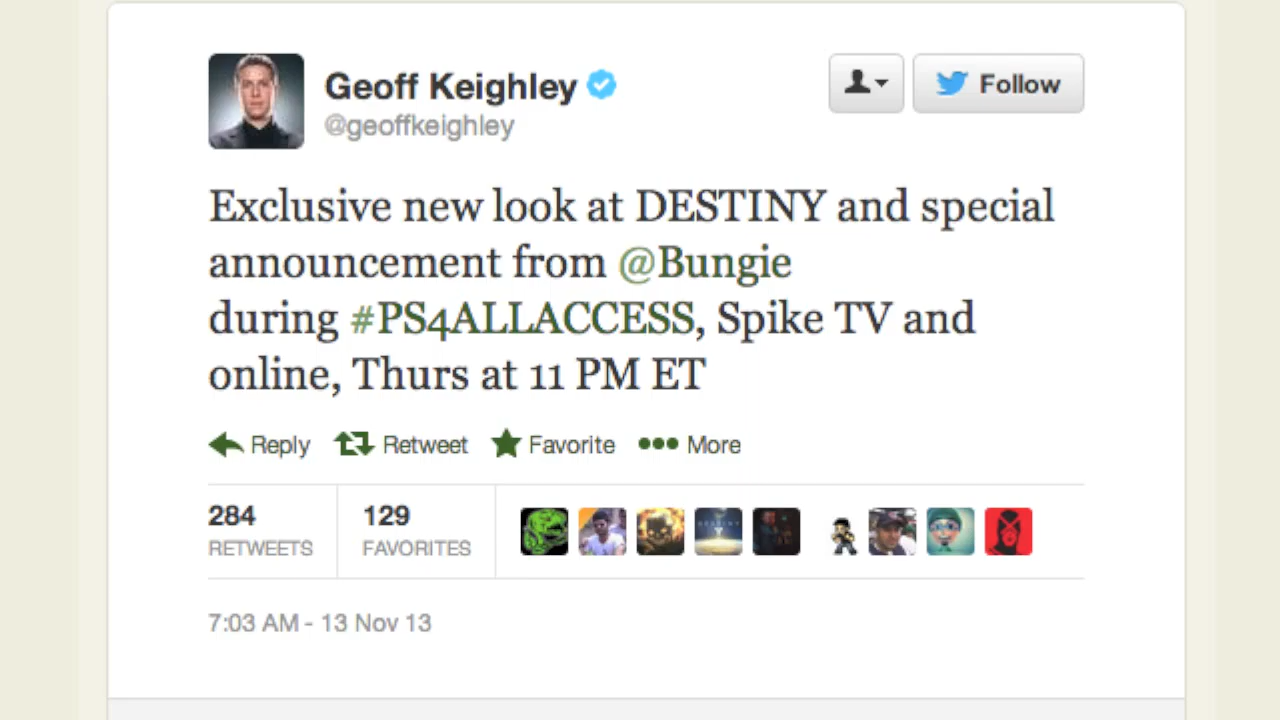 Geoff Keighley
@geoffkeighley
Follow
Exclusive new look at DESTINY and special
announcement from @Bungie
during #PS4ALLACCESS, Spike TV and
online, Thurs at 11 PM ET
Reply Retweet Favorite More
284 129
RETWEETS FAVORITES
DESTINY
7:03 AM - 13 Nov 13